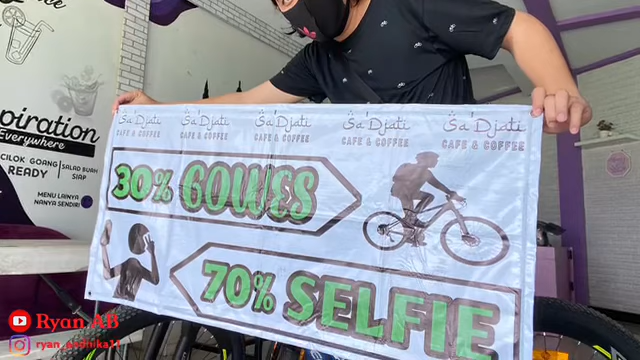 piration
Everywhere
CILOK GOANG
READY
SALAD BUAH
SIAP
MENU LAINYA
NANYA SENDIRI
Sa'Djati Sa'Djati Sa'Djati Sa'Djati Sa'Djati
CAFE & COFFEE CAFE & COFFEE CAFE & COFFEE CAFE & COFFEE CAFE & COFFEE
30% GOWES
70% SELFIE
Ryan AB
ryan_andhika11